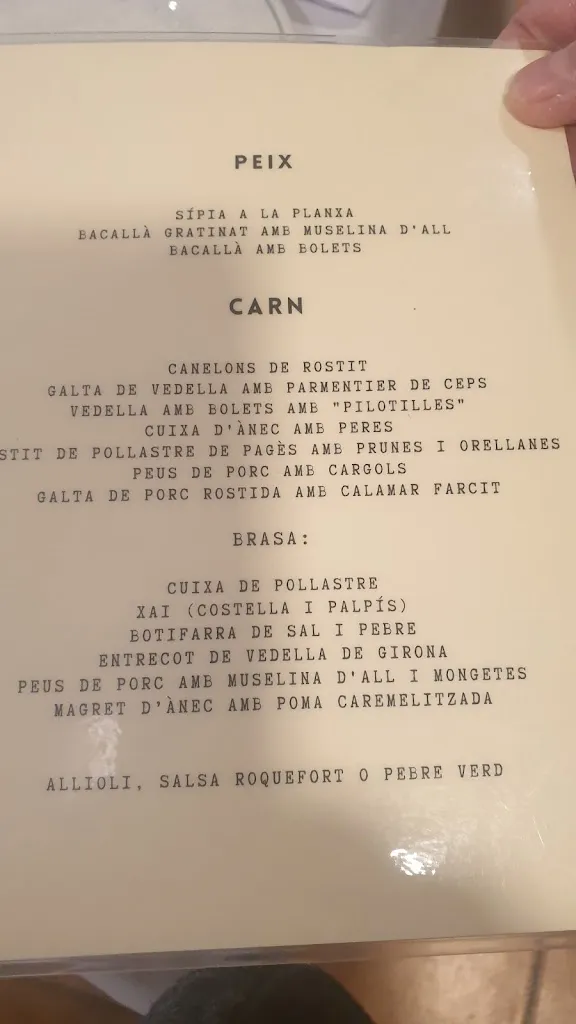 PEIX
SÍPIA A LA PLANXA
BACALLÀ GRATINAT AMB MUSELINA D'ALL
BACALLÀ AMB BOLETS
CARN
CANELONS DE ROSTIT
GALTA DE VEDELLA AMB PARMENTIER DE CEPS
VEDELLA AMB BOLETS AMB "PILOTILLES"
CUIXA D'ÀNEC AMB PERES
STIT DE POLLASTRE DE PAGÈS AMB PRUNES I ORELLANES
PEUS DE PORC AMB CARGOLS
GALTA DE PORC ROSTIDA AMB CALAMAR FARCIT
BRASA:
CUIXA DE POLLASTRE
XAI (COSTELLA I PALPÍS)
BOTIFARRA DE SAL I PEBRE
ENTRECOT DE VEDELLA DE GIRONA
PEUS DE PORC AMB MUSELINA D'ALL I MONGETES
MAGRET D'ÀNEC AMB POMA CAREMELITZADA
ALLIOLI, SALSA ROQUEFORT O PEBRE VERD